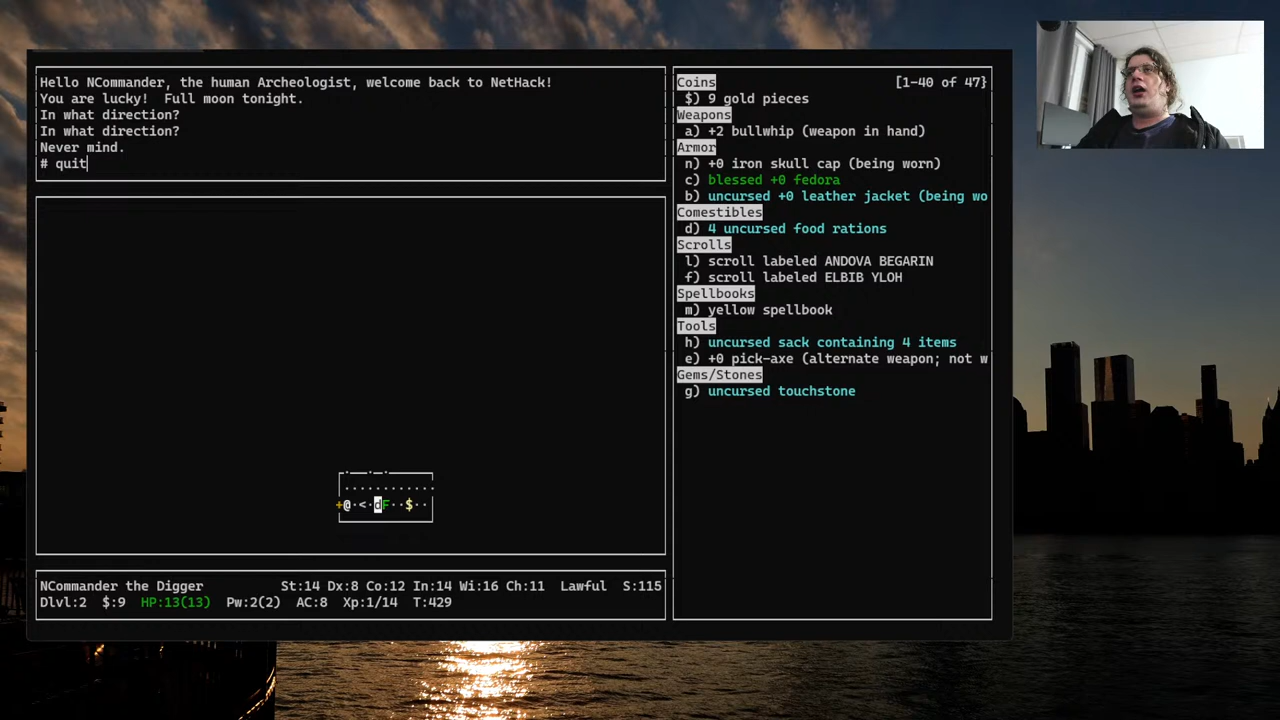 Hello NCommander, the human Archeologist, welcome back to NetHack!
You are lucky!  Full moon tonight.
In what direction?
In what direction?
Never mind.
# quit
Coins [1-40 of 47}
$) 9 gold pieces
Weapons
a) +2 bullwhip (weapon in hand)
Armor
n) +0 iron skull cap (being worn)
c) blessed +0 fedora
b) uncursed +0 leather jacket (being wo
Comestibles
d) 4 uncursed food rations
Scrolls
l) scroll labeled ANDOVA BEGARIN
f) scroll labeled ELBIB YLOH
Spellbooks
m) yellow spellbook
Tools
h) uncursed sack containing 4 items
e) +0 pick-axe (alternate weapon; not w
Gems/Stones
g) uncursed touchstone
············
+@·<·dF··$··
NCommander the Digger St:14 Dx:8 Co:12 In:14 Wi:16 Ch:11 Lawful S:115
Dlvl:2 $:9 HP:13(13) Pw:2(2) AC:8 Xp:1/14 T:429